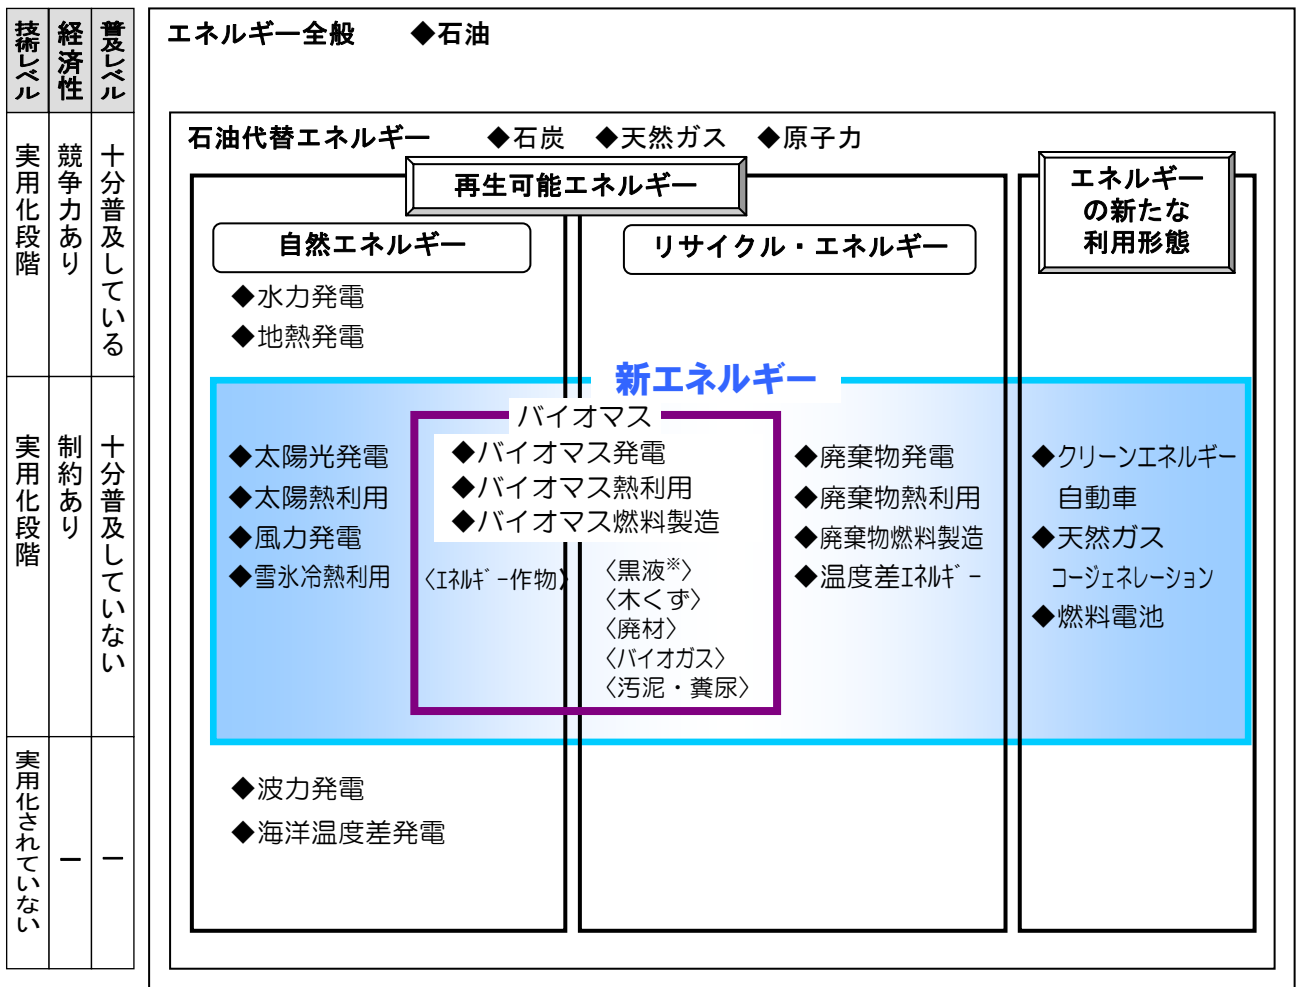 技術レベル
経済性
普及レベル
実用化段階
競争力あり
十分普及している
実用化段階
制約あり
十分普及していない
実用化されていない
ー
ー
エネルギー全般 ◆石油
石油代替エネルギー ◆石炭 ◆天然ガス ◆原子力
再生可能エネルギー
自然エネルギー
リサイクル・エネルギー
エネルギー
の新たな
利用形態
◆水力発電
◆地熱発電
新エネルギー
◆太陽光発電
◆太陽熱利用
◆風力発電
◆雪氷冷熱利用
バイオマス
◆バイオマス発電
◆バイオマス熱利用
◆バイオマス燃料製造
〈ｴﾈﾙｷﾞｰ作物〉
〈黒液※〉
〈木くず〉
〈廃材〉
〈バイオガス〉
〈汚泥・糞尿〉
◆廃棄物発電
◆廃棄物熱利用
◆廃棄物燃料製造
◆温度差ｴﾈﾙｷﾞｰ
◆クリーンエネルギー
自動車
◆天然ガス
コージェネレーション
◆燃料電池
◆波力発電
◆海洋温度差発電